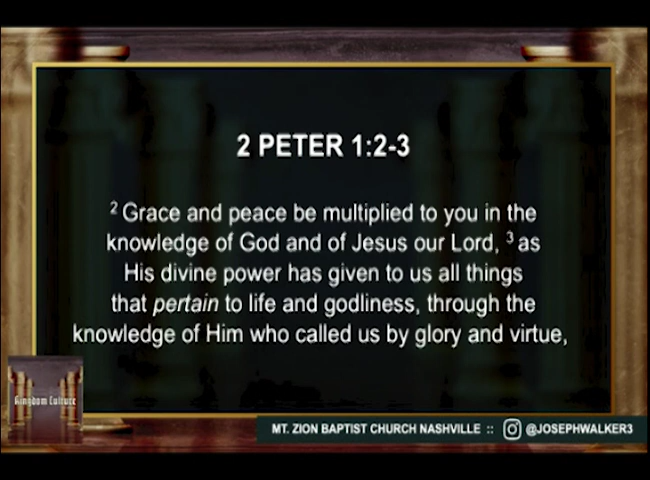 2 PETER 1:2-3
2 Grace and peace be multiplied to you in the
knowledge of God and of Jesus our Lord, 3 as
His divine power has given to us all things
that pertain to life and godliness, through the
knowledge of Him who called us by glory and virtue,
Kingdom Culture
MT. ZION BAPTIST CHURCH NASHVILLE :: @JOSEPHWALKER3